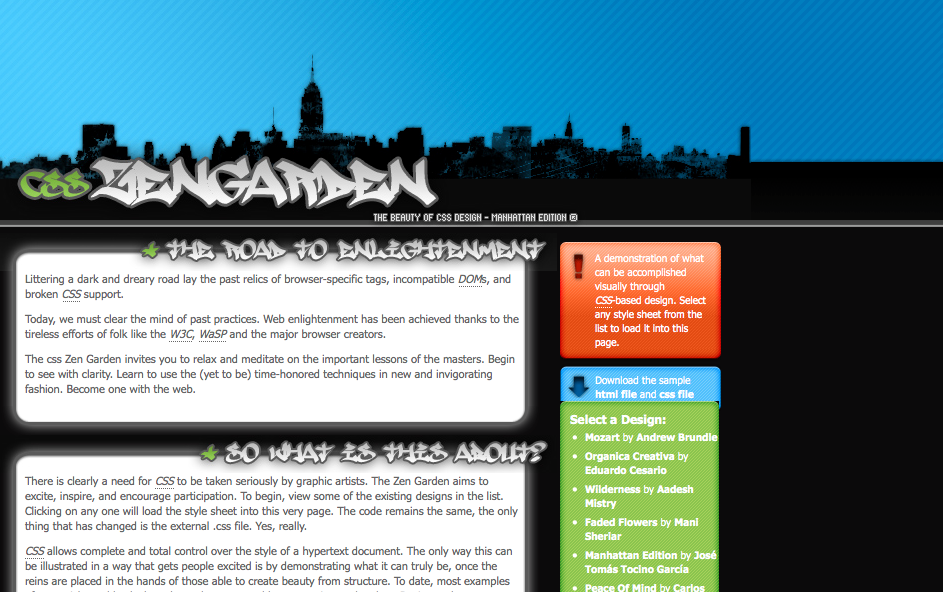 CSS ZENGARDEN
THE BEAUTY OF CSS DESIGN - MANHATTAN EDITION ®
THE ROAD TO ENLIGHTENMENT
Littering a dark and dreary road lay the past relics of browser-specific tags, incompatible DOMs, and
broken CSS support.
Today, we must clear the mind of past practices. Web enlightenment has been achieved thanks to the
tireless efforts of folk like the W3C, WaSP and the major browser creators.
The css Zen Garden invites you to relax and meditate on the important lessons of the masters. Begin
to see with clarity. Learn to use the (yet to be) time-honored techniques in new and invigorating
fashion. Become one with the web.
SO WHAT IS THIS ABOUT?
There is clearly a need for CSS to be taken seriously by graphic artists. The Zen Garden aims to
excite, inspire, and encourage participation. To begin, view some of the existing designs in the list.
Clicking on any one will load the style sheet into this very page. The code remains the same, the only
thing that has changed is the external .css file. Yes, really.
CSS allows complete and total control over the style of a hypertext document. The only way this can
be illustrated in a way that gets people excited is by demonstrating what it can truly be, once the
reins are placed in the hands of those able to create beauty from structure. To date, most examples
!
A demonstration of what
can be accomplished
visually through
CSS-based design. Select
any style sheet from the
list to load it into this
page.
Download the sample
html file and css file
Select a Design:
• Mozart by Andrew Brundle
• Organica Creativa by
Eduardo Cesario
• Wilderness by Aadesh
Mistry
• Faded Flowers by Mani
Sheriar
• Manhattan Edition by José
Tomás Tocino García
• Peace Of Mind by Carlos